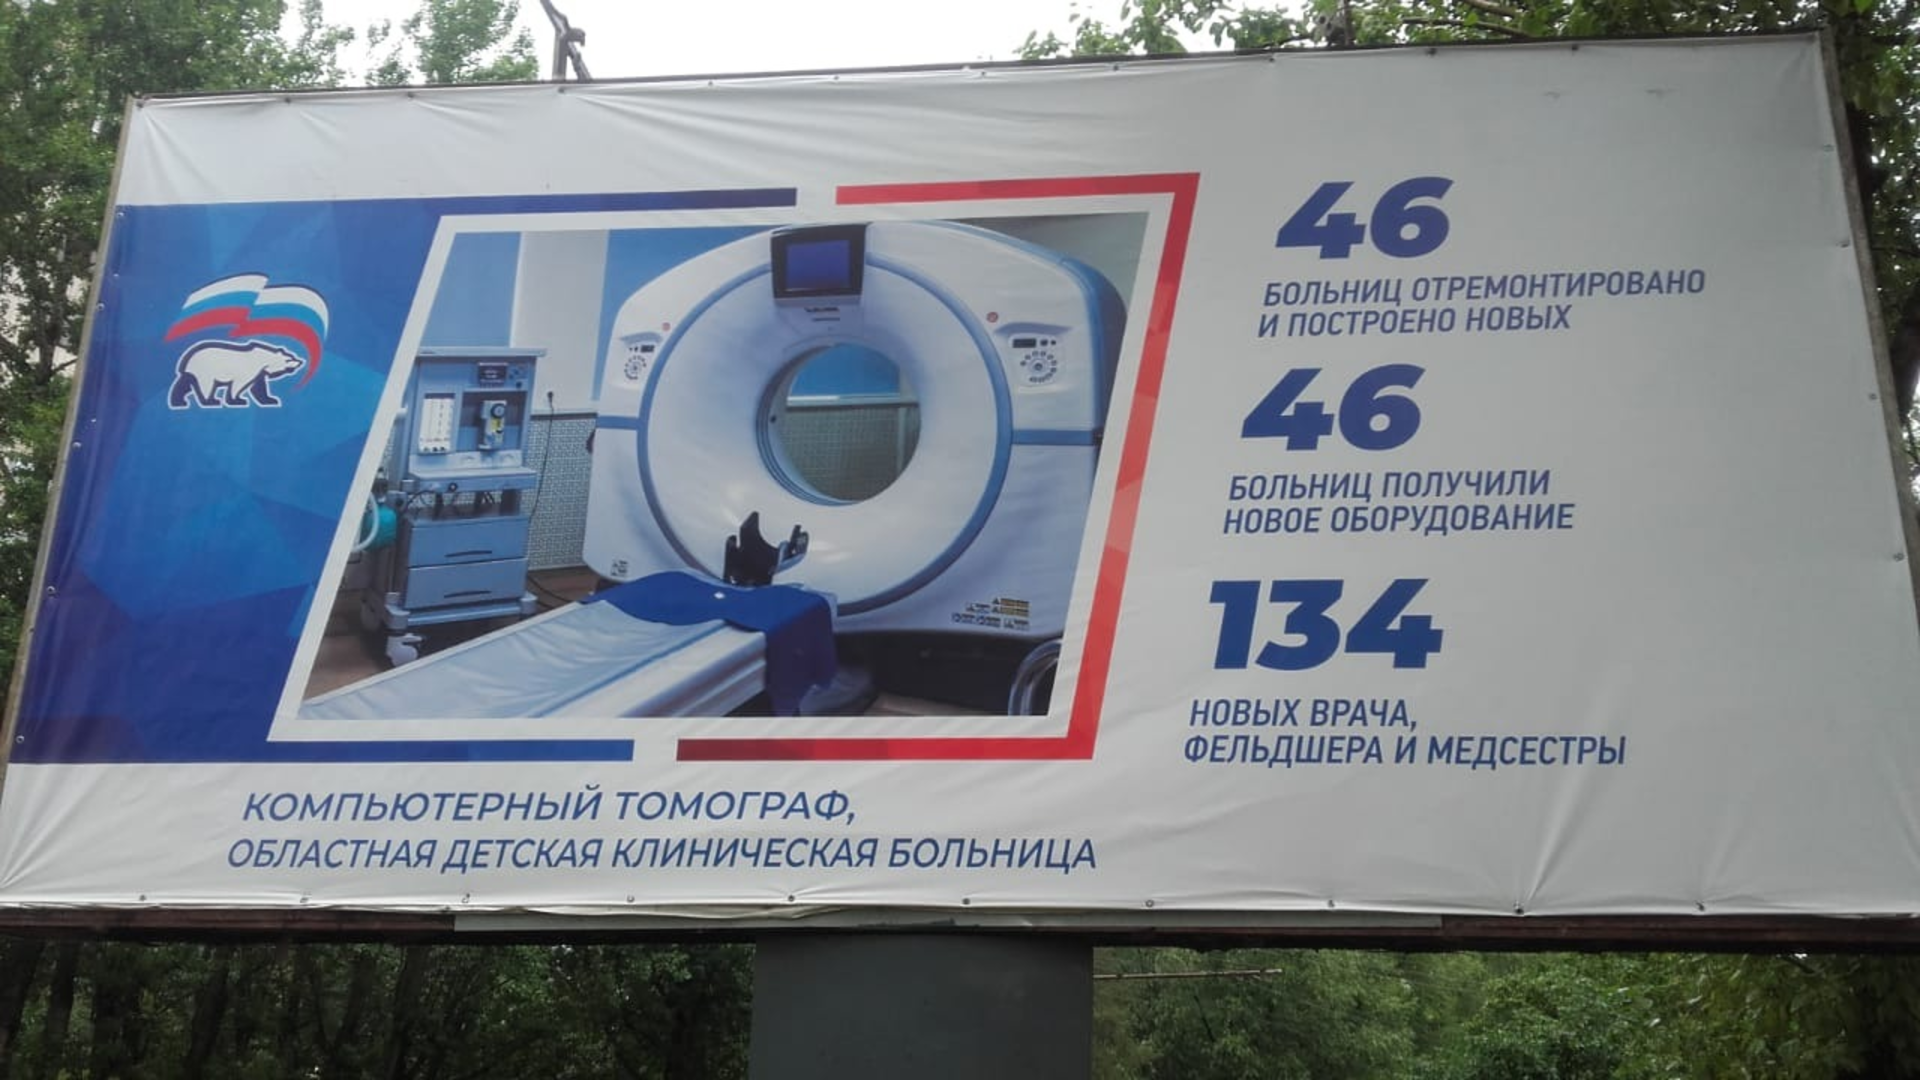 46
БОЛЬНИЦ ОТРЕМОНТИРОВАНО
И ПОСТРОЕНО НОВЫХ
46
БОЛЬНИЦ ПОЛУЧИЛИ
НОВОЕ ОБОРУДОВАНИЕ
134
НОВЫХ ВРАЧА,
ФЕЛЬДШЕРА И МЕДСЕСТРЫ
КОМПЬЮТЕРНЫЙ ТОМОГРАФ,
ОБЛАСТНАЯ ДЕТСКАЯ КЛИНИЧЕСКАЯ БОЛЬНИЦА